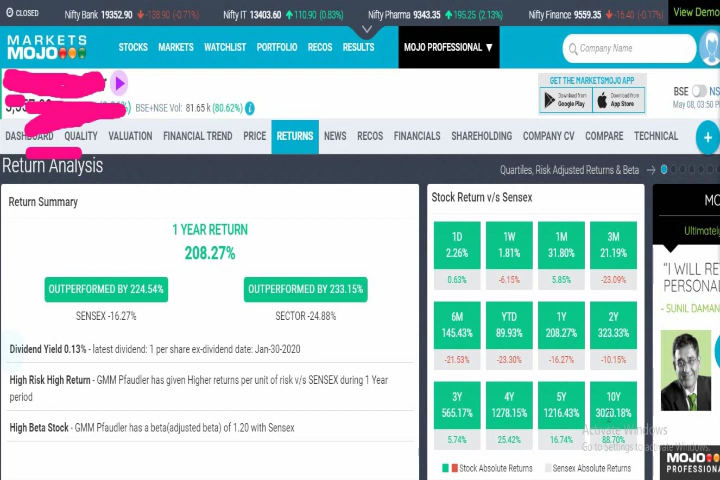 CLOSED Nifty Bank 19352.90 -138.90 (-0.71%) Nifty IT 13403.60 110.90 (0.83%) Nifty Pharma 9343.35 195.25 (2.13%) Nifty Finance 9559.35 -16.40 (-0.17%) View Demo
MARKETS
MOJO
STOCKS MARKETS WATCHLIST PORTFOLIO RECOS RESULTS MOJO PROFESSIONAL ▼ Company Name
GET THE MARKETSMOJO APP
Download from Google Play
Download from App Store
BSE NS
BSE+NSE Vol: 81.65 k (80.62%)
May 08, 03:50 P
DASHBOARD QUALITY VALUATION FINANCIAL TREND PRICE RETURNS NEWS RECOS FINANCIALS SHAREHOLDING COMPANY CV COMPARE TECHNICAL +
Return Analysis
Quartiles, Risk Adjusted Returns & Beta
Return Summary
1 YEAR RETURN
208.27%
OUTPERFORMED BY 224.54% OUTPERFORMED BY 233.15%
SENSEX -16.27% SECTOR -24.88%
Dividend Yield 0.13% - latest dividend: 1 per share ex-dividend date: Jan-30-2020
High Risk High Return - GMM Pfaudler has given Higher returns per unit of risk v/s SENSEX during 1 Year
period
High Beta Stock - GMM Pfaudler has a beta(adjusted beta) of 1.20 with Sensex
Stock Return v/s Sensex
1D 1W 1M 3M
2.26% 1.81% 31.80% 21.19%
0.63% -6.15% 5.85% -23.09%
6M YTD 1Y 2Y
145.43% 89.93% 208.27% 323.33%
-21.53% -23.30% -16.27% -10.15%
3Y 4Y 5Y 10Y
565.17% 1278.15% 1216.43% 3020.18%
5.74% 25.42% 16.74% 88.70%
Stock Absolute Returns Sensex Absolute Returns
Activate Windows
Go to Settings to activate Windows.
MO
Ultimatel
“I WILL RE
PERSONAL
- SUNIL DAMAN
MOJO
PROFESSIONA